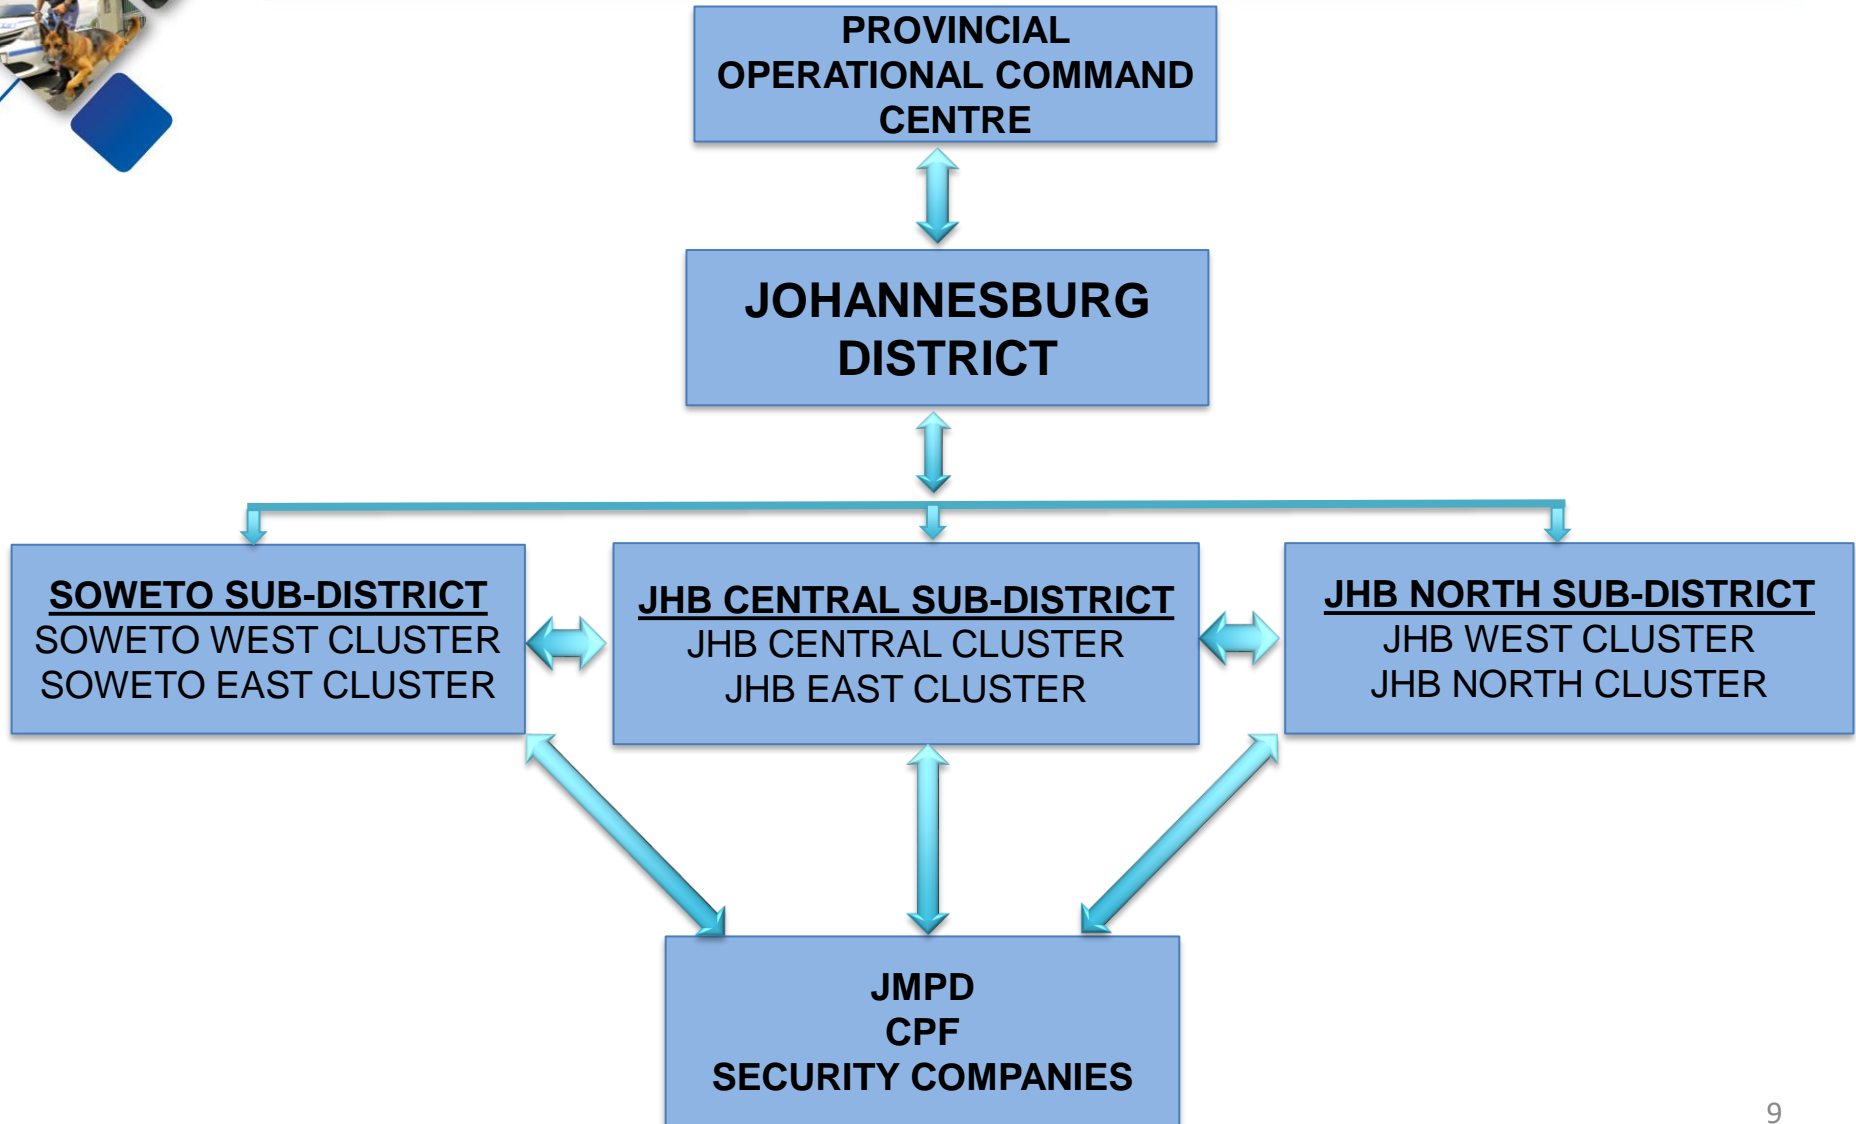 PROVINCIAL
OPERATIONAL COMMAND
CENTRE
JOHANNESBURG
DISTRICT
SOWETO SUB-DISTRICT
SOWETO WEST CLUSTER
SOWETO EAST CLUSTER
JHB CENTRAL SUB-DISTRICT
JHB CENTRAL CLUSTER
JHB EAST CLUSTER
JHB NORTH SUB-DISTRICT
JHB WEST CLUSTER
JHB NORTH CLUSTER
JMPD
CPF
SECURITY COMPANIES
9